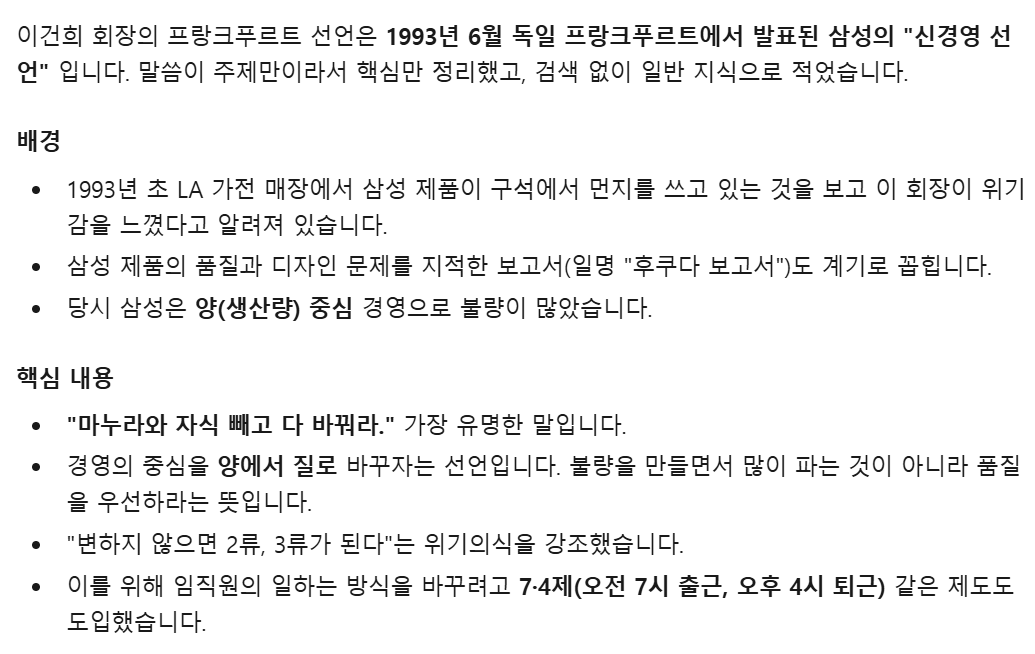 이건희 회장의 프랑크푸르트 선언은 1993년 6월 독일 프랑크푸르트에서 발표된 삼성의 "신경영 선
언" 입니다. 말씀이 주제만이라서 핵심만 정리했고, 검색 없이 일반 지식으로 적었습니다.
배경
• 1993년 초 LA 가전 매장에서 삼성 제품이 구석에서 먼지를 쓰고 있는 것을 보고 이 회장이 위기
감을 느꼈다고 알려져 있습니다.
• 삼성 제품의 품질과 디자인 문제를 지적한 보고서(일명 "후쿠다 보고서")도 계기로 꼽힙니다.
• 당시 삼성은 양(생산량) 중심 경영으로 불량이 많았습니다.
핵심 내용
• "마누라와 자식 빼고 다 바꿔라." 가장 유명한 말입니다.
• 경영의 중심을 양에서 질로 바꾸자는 선언입니다. 불량을 만들면서 많이 파는 것이 아니라 품질
을 우선하라는 뜻입니다.
• "변하지 않으면 2류, 3류가 된다"는 위기의식을 강조했습니다.
• 이를 위해 임직원의 일하는 방식을 바꾸려고 7·4제(오전 7시 출근, 오후 4시 퇴근) 같은 제도도
도입했습니다.